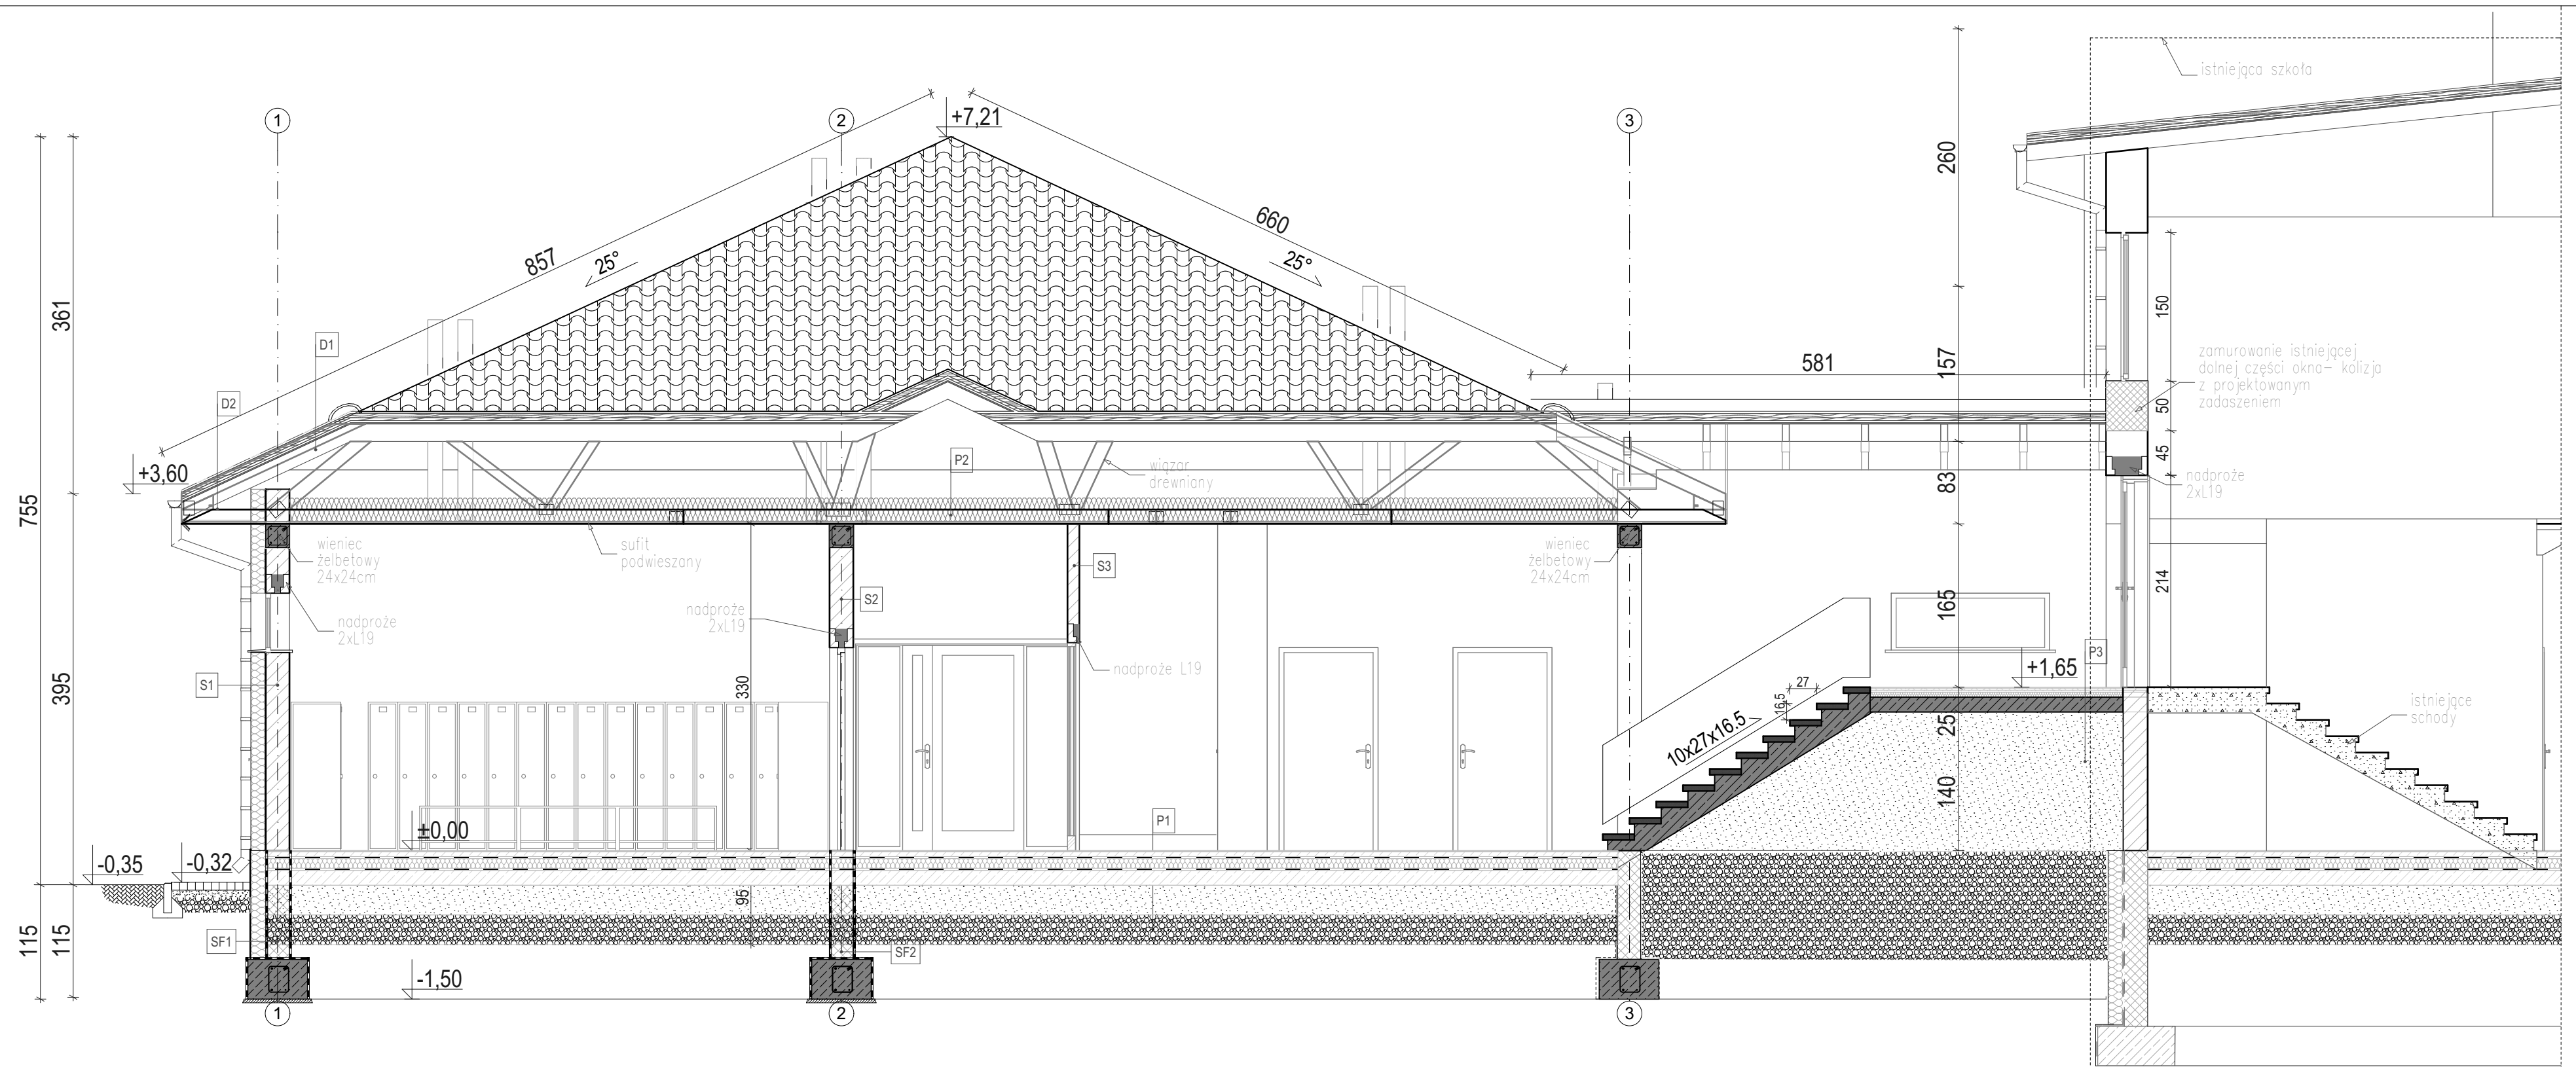 istniejąca szkoła
1
2
3
+7,21
260
857
25°
660
25°
361
150
D1
157
581
zamurowanie istniejącej
dolnej części okna– kolizja
z projektowanym
zadaszeniem
D2
50
+3,60
P2
wiązar
drewniany
45
83
nadproże
2xL19
755
wieniec
żelbetowy
24x24cm
sufit
podwieszany
wieniec
żelbetowy
24x24cm
S3
214
S2
nadproże
2xL19
nadproże
2xL19
165
nadproże L19
P3
+1,65
S1
395
330
27
16,5
10x27x16.5
25
istniejące
schody
140
±0,00
P1
-0,35
-0,32
95
115
115
SF1
SF2
-1,50
1
2
3